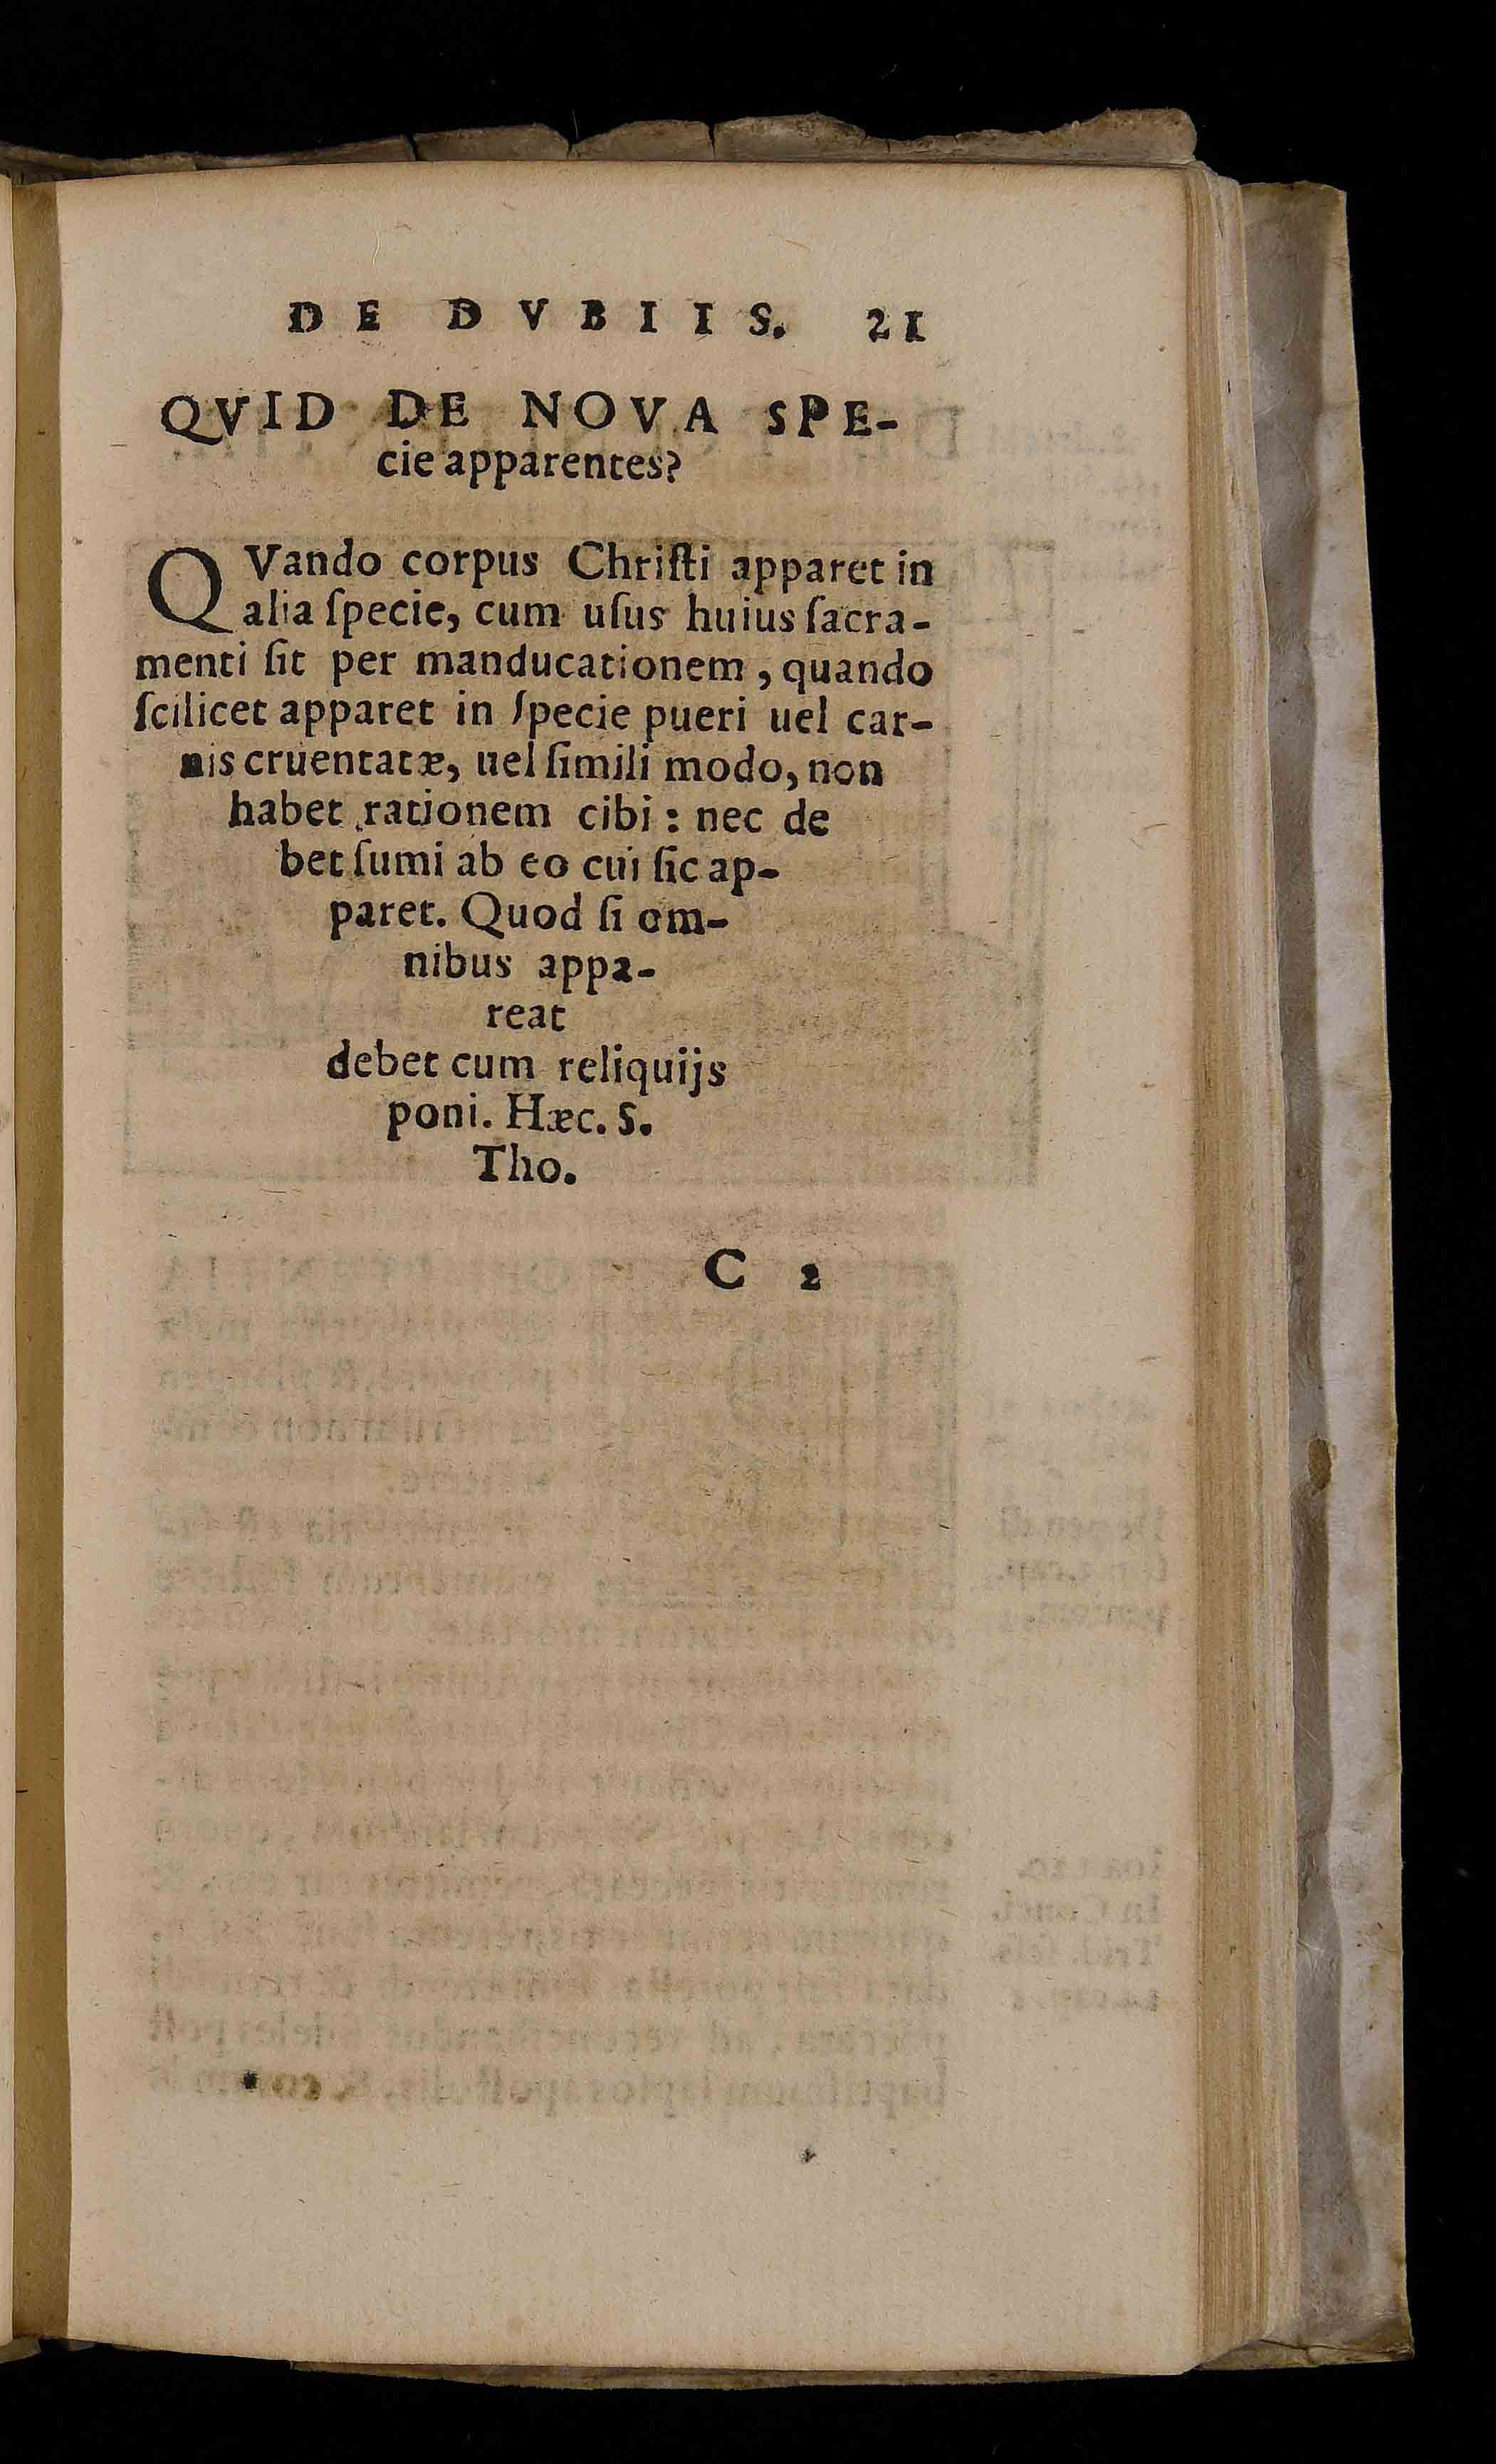 DE DVBIIS. 21
QVID DE NOVA SPE-
cie apparentes?
QVando corpus Chriſti apparet in
alia ſpecie, cum uſus huius ſacra-
menti ſit per manducationem, quando
ſcilicet apparet in ſpecie pueri uel car-
nis cruentatæ, uel ſimili modo, non
habet rationem cibi: nec de
bet ſumi ab eo cui ſic ap-
paret. Quod ſi om-
nibus appa-
reat
debet cum reliquijs
poni. Hæc. S.
Tho.
C 2